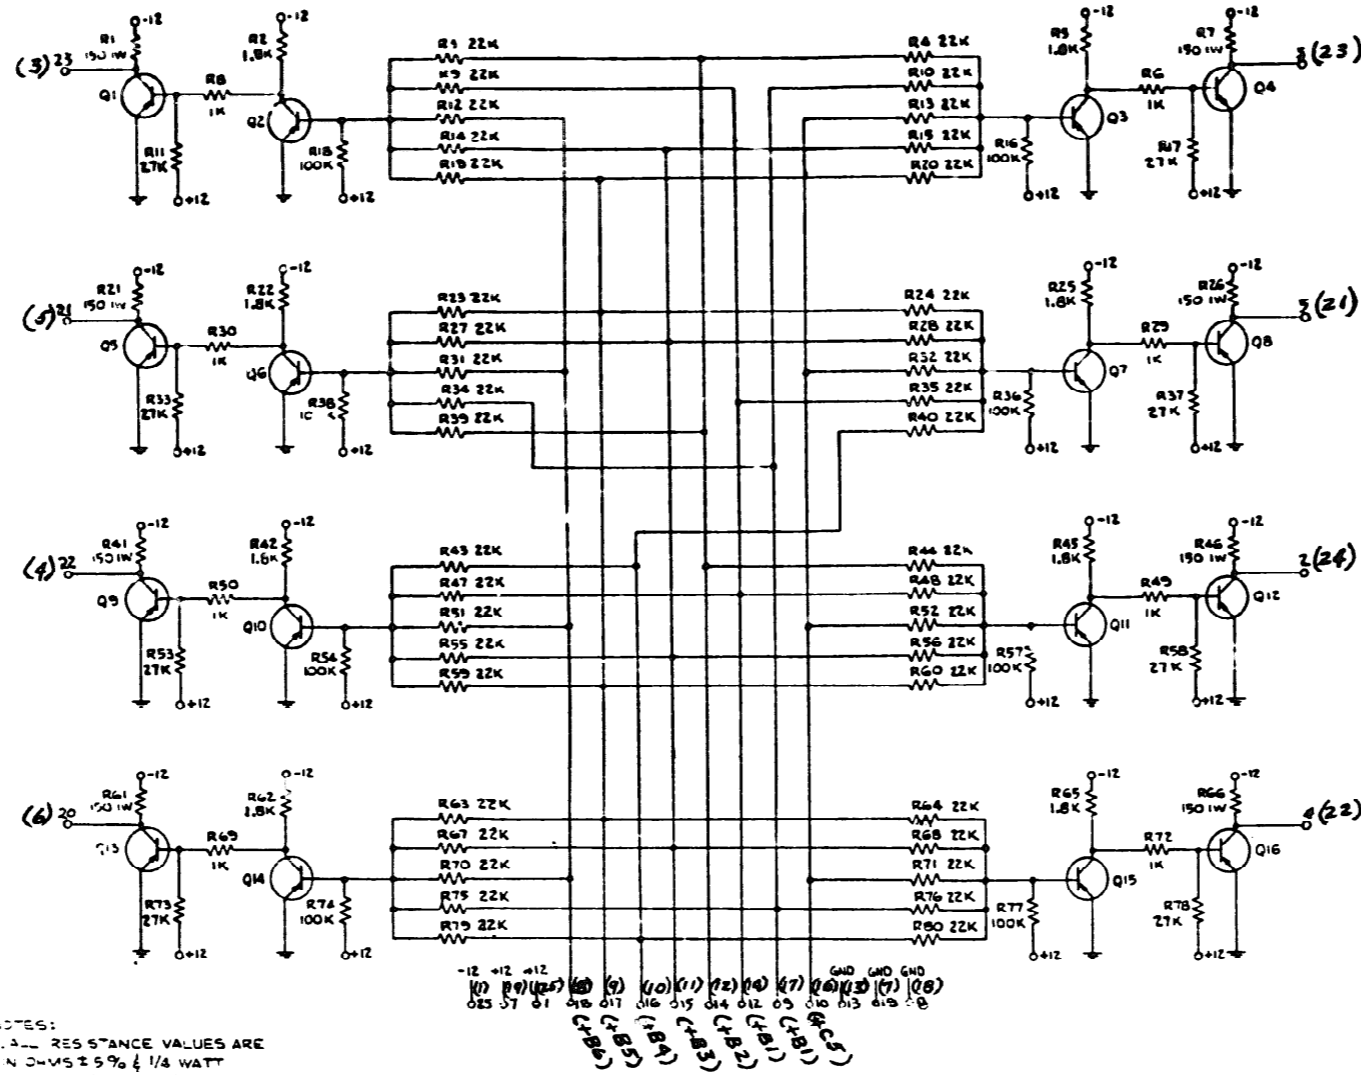 -12 -12 -12 -12
R1 150 1W R2 1.8K R5 1.8K R7 150 1W
(3) 23 3 (23)
R3 22K R4 22K
K9 22K R10 22K
R12 22K R13 22K
R14 22K R15 22K
R19 22K R20 22K
Q1 R8 1K Q2 Q3 R6 1K Q4
R11 27K R18 100K R16 100K R17 27K
+12 +12 +12 +12
-12 -12 -12 -12
R21 150 1W R22 1.8K R25 1.8K R26 150 1W
(5) 21 5 (21)
R23 22K R24 22K
R27 22K R28 22K
R31 22K R32 22K
R34 22K R35 22K
R39 22K R40 22K
Q5 R30 1K Q6 Q7 R29 1K Q8
R33 27K R38 R36 100K R37 27K
+12 +12 +12 +12
-12 -12 -12 -12
R41 150 1W R42 1.8K R45 1.8K R46 150 1W
(4) 22 2 (24)
R43 22K R44 22K
R47 22K R48 22K
R51 22K R52 22K
R55 22K R56 22K
R59 22K R60 22K
Q9 R50 1K Q10 Q11 R49 1K Q12
R53 27K R54 100K R57 100K R58 27K
+12 +12 +12 +12
-12 -12 -12 -12
R61 150 1W R62 1.8K R65 1.8K R66 150 1W
(6) 20 4 (22)
R63 22K R64 22K
R67 22K R68 22K
R70 22K R71 22K
R75 22K R76 22K
R79 22K R80 22K
Q13 R69 1K Q14 Q15 R72 1K Q16
R73 27K R74 100K R77 100K R78 27K
+12 +12 +12 +12
-12 +12 +12 GND GND GND
(1) (19) (25) (8) (9) (10) (11) (12) (14) (17) (16) (13) (7) (18)
25 7 1 18 17 16 15 14 12 9 10 13 19 8
(+B6) (+B5) (+B4) (+B3) (+B2) (+B1) (+B1)
NOTES:
ALL RESISTANCE VALUES ARE
IN OHMS ±5% & 1/4 WATT